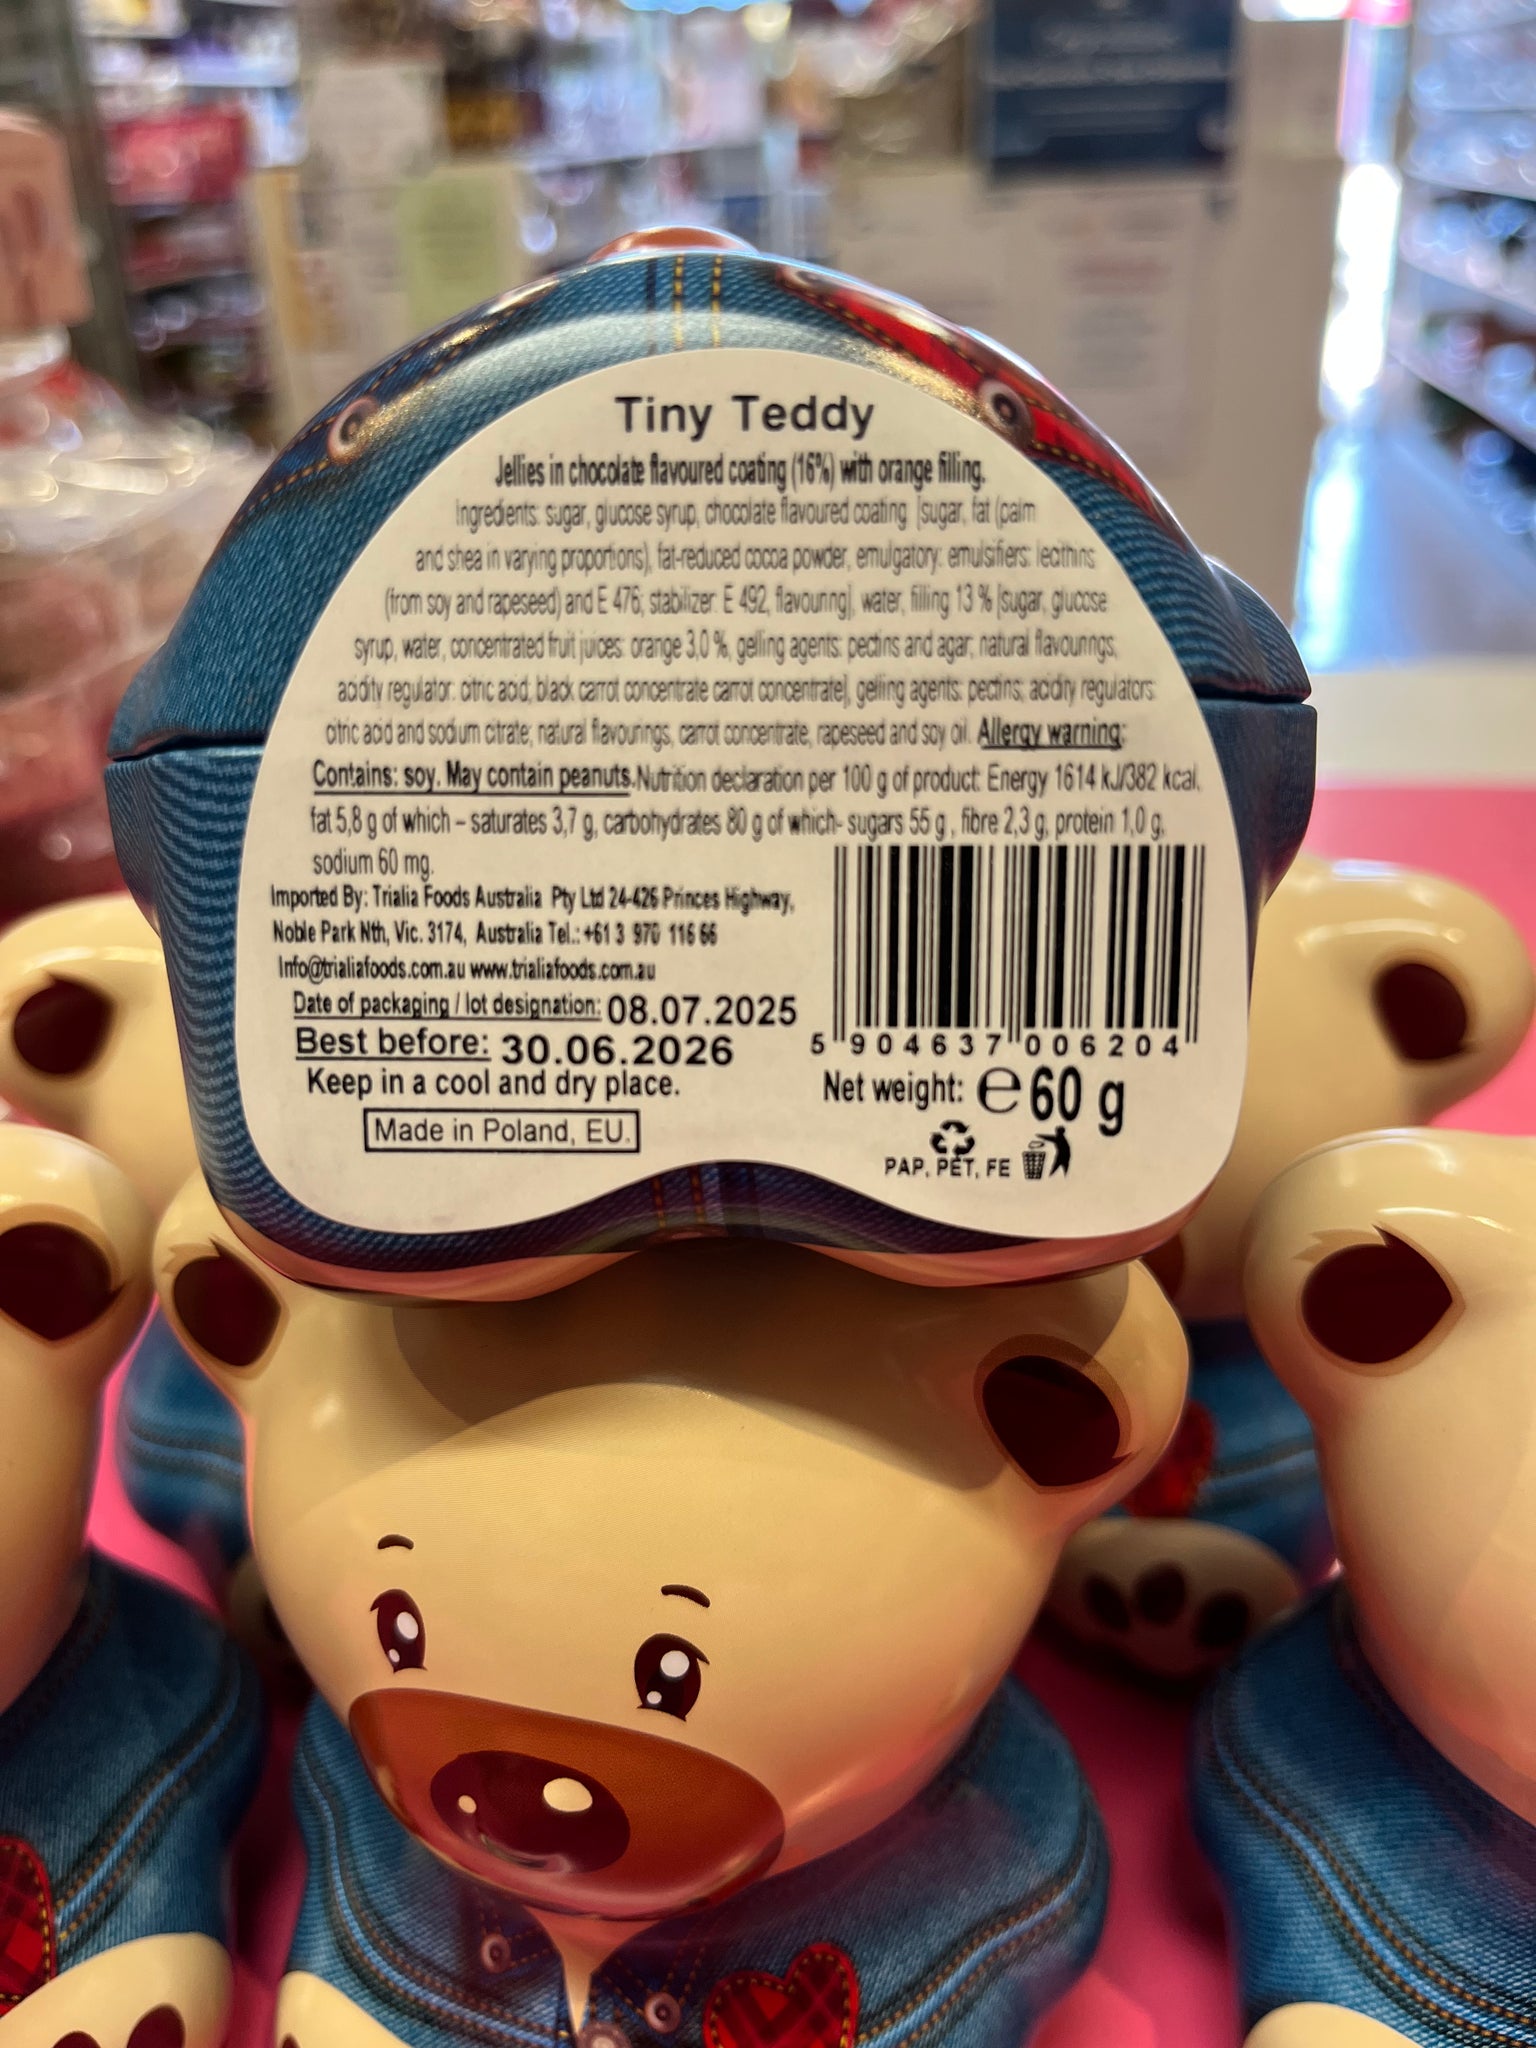 Tiny Teddy
Jellies in chocolate flavoured coating (16%) with orange filling.
Ingredients: sugar, glucose syrup, chocolate flavoured coating [sugar, fat (palm
and shea in varying proportions), fat-reduced cocoa powder, emulgatory: emulsifiers: lecithins
(from soy and rapeseed) and E 476; stabilizer: E 492, flavouring], water, filling 13 % [sugar, glucose
syrup, water, concentrated fruit juices: orange 3,0 %, gelling agents: pectins and agar; natural flavourings,
acidity regulator: citric acid, black carrot concentrate carrot concentrate], gelling agents: pectins; acidity regulators:
citric acid and sodium citrate; natural flavourings, carrot concentrate, rapeseed and soy oil. Allergy warning:
Contains: soy. May contain peanuts. Nutrition declaration per 100 g of product: Energy 1614 kJ/382 kcal,
fat 5,8 g of which – saturates 3,7 g, carbohydrates 80 g of which- sugars 55 g , fibre 2,3 g, protein 1,0 g,
sodium 60 mg.
Imported By: Trialia Foods Australia Pty Ltd 24-426 Princes Highway,
Noble Park Nth, Vic. 3174, Australia Tel.: +61 3 970 116 66
Info@trialiafoods.com.au www.trialiafoods.com.au
Date of packaging / lot designation: 08.07.2025
Best before: 30.06.2026
Keep in a cool and dry place.
Made in Poland, EU.
5 904637 006204
Net weight: ℮ 60 g
PAP, PET, FE